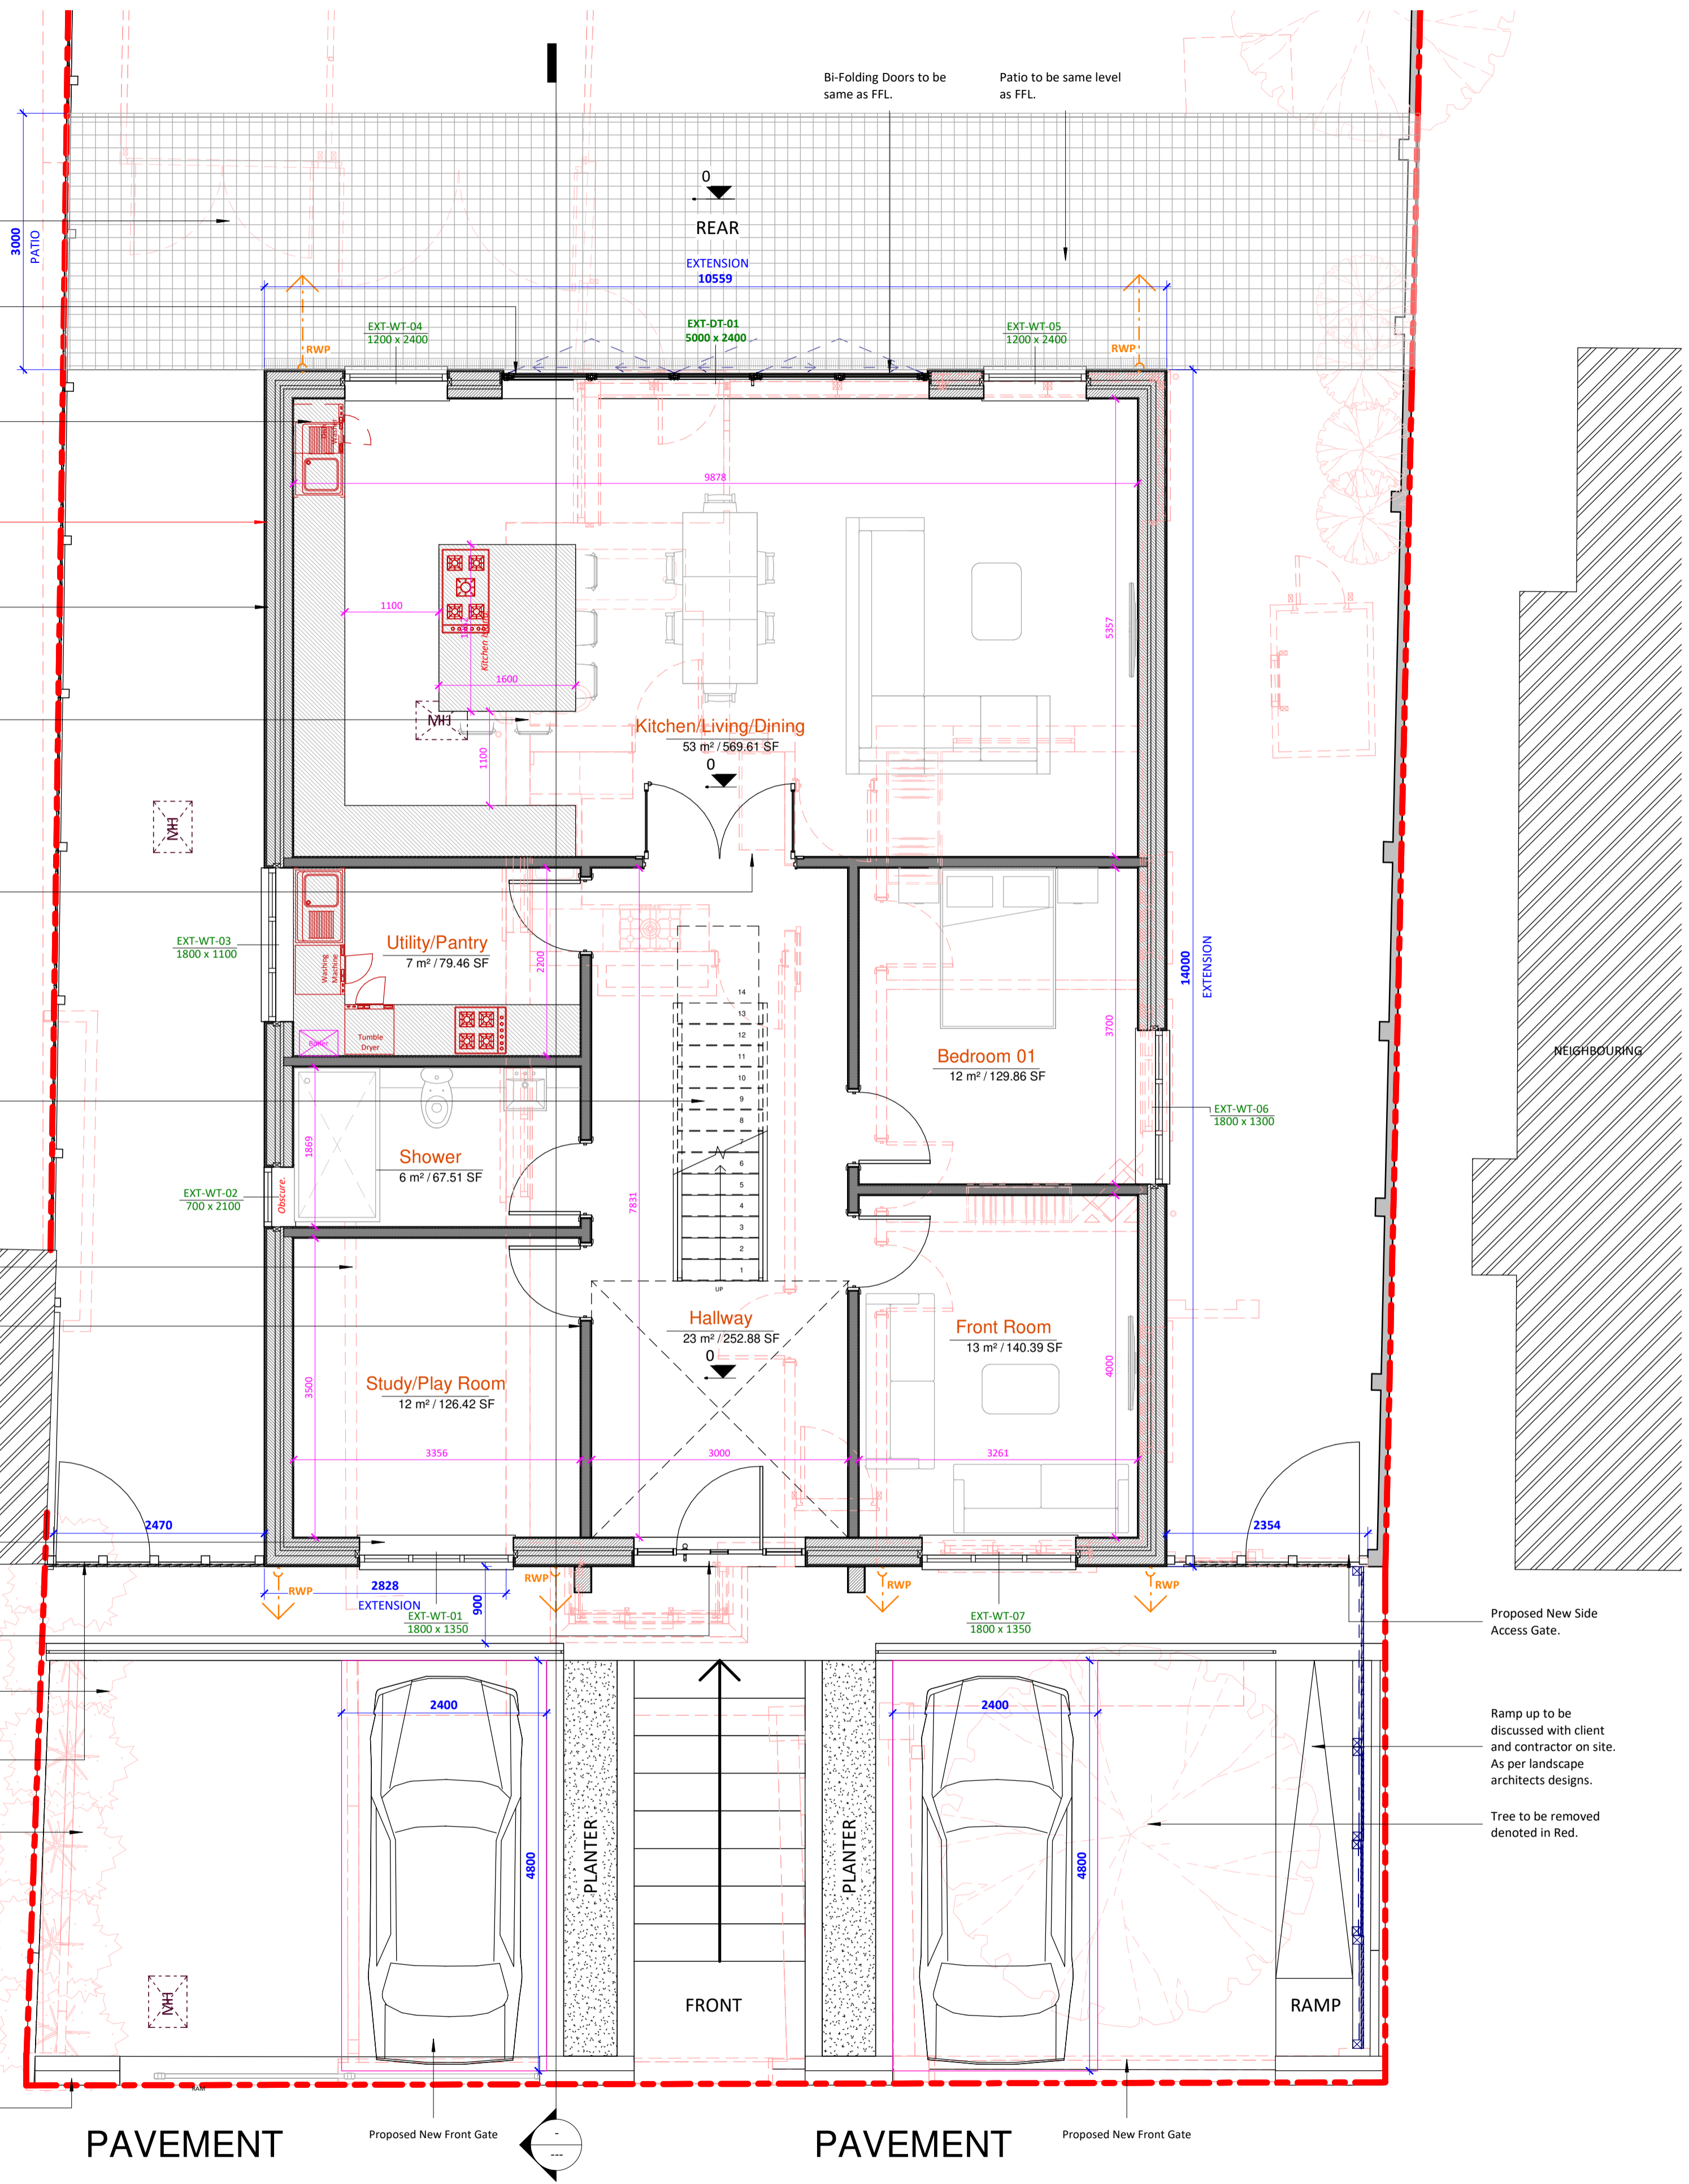 Bi-Folding Doors to be
same as FFL.
Patio to be same level
as FFL.
3000
PATIO
0
REAR
EXTENSION
10559
EXT-WT-04
1200 x 2400
EXT-DT-01
5000 x 2400
EXT-WT-05
1200 x 2400
RWP
RWP
9878
1100
Kitchen
1600
5357
MH
1100
Kitchen/Living/Dining
53 m² / 569.61 SF
0
MH
EXT-WT-03
1800 x 1100
Utility/Pantry
7 m² / 79.46 SF
2200
Washing
Machine
Boiler
Tumble
Dryer
14000
EXTENSION
3700
14
13
12
11
10
9
8
7
6
5
4
3
2
1
UP
Bedroom 01
12 m² / 129.86 SF
NEIGHBOURING
EXT-WT-06
1800 x 1300
1869
Shower
6 m² / 67.51 SF
EXT-WT-02
700 x 2100
Obscure.
7831
Hallway
23 m² / 252.88 SF
0
Front Room
13 m² / 140.39 SF
4000
3500
Study/Play Room
12 m² / 126.42 SF
3356
3000
3261
2470
2354
RWP
2828
EXTENSION
RWP
900
EXT-WT-01
1800 x 1350
RWP
EXT-WT-07
1800 x 1350
RWP
Proposed New Side
Access Gate.
2400
2400
Ramp up to be
discussed with client
and contractor on site.
As per landscape
architects designs.
Tree to be removed
denoted in Red.
PLANTER
PLANTER
4800
4800
MH
FRONT
RAMP
RAM
PAVEMENT
Proposed New Front Gate
-
---
PAVEMENT
Proposed New Front Gate